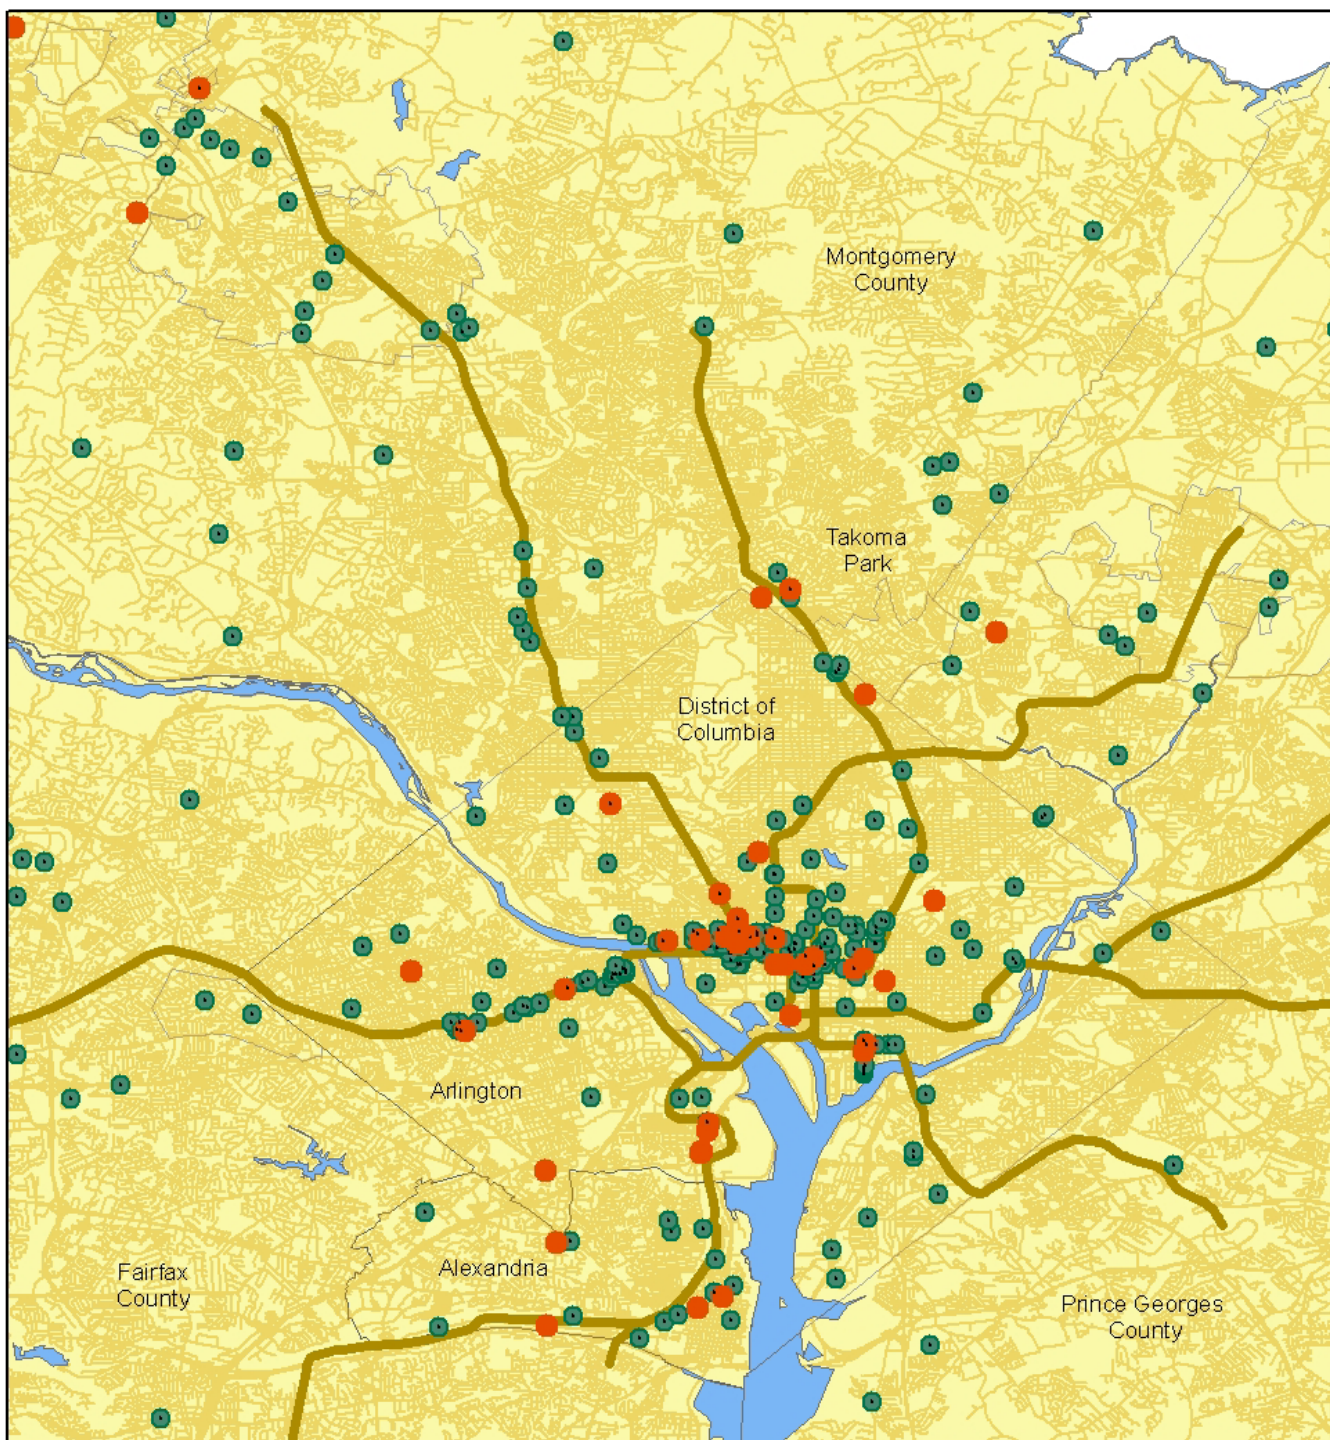 Montgomery
County
Takoma
Park
District of
Columbia
Arlington
Alexandria
Fairfax
County
Prince Georges
County